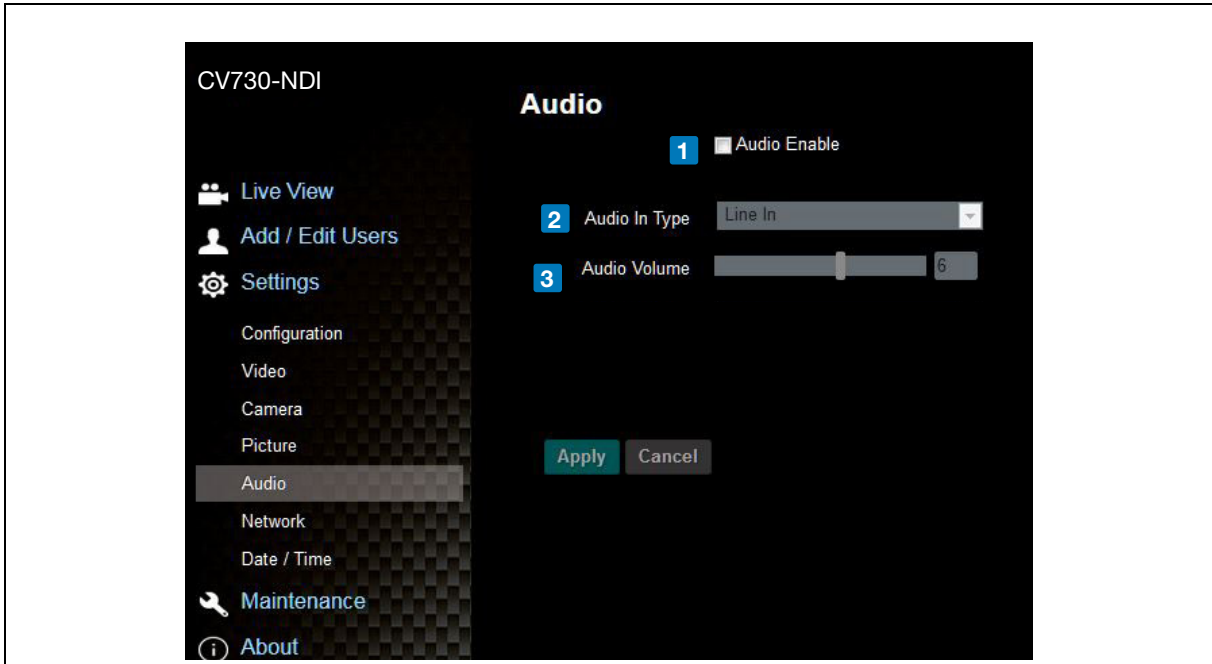 CV730-NDI
Live View
Add / Edit Users
Settings
Configuration
Video
Camera
Picture
Audio
Network
Date / Time
Maintenance
About
Audio
1 Audio Enable
2 Audio In Type Line In
3 Audio Volume 6
Apply Cancel